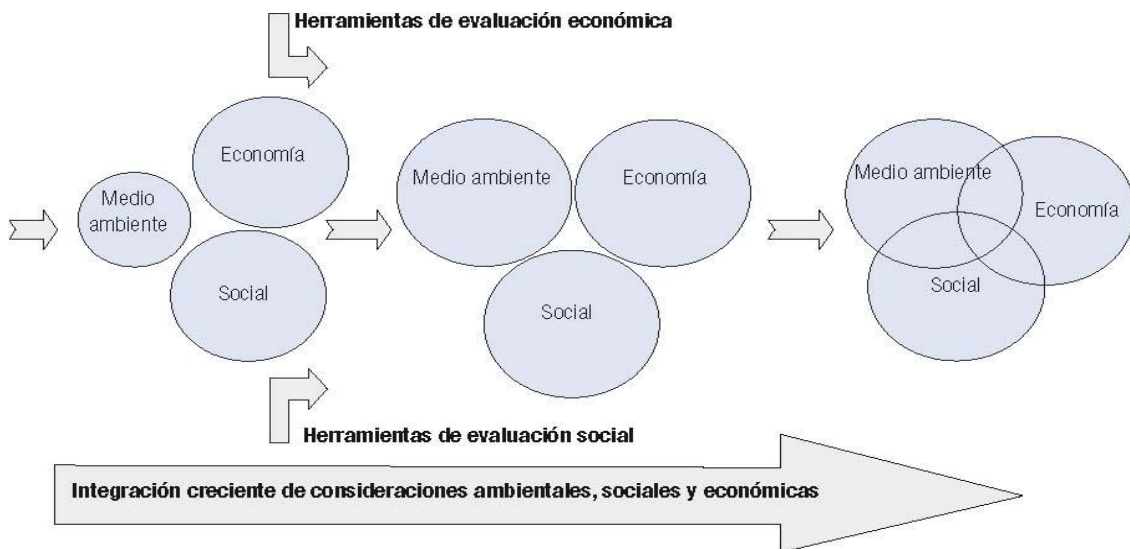 Herramientas de evaluación económica
Economía
Medio
ambiente
Social
Medio ambiente
Economía
Social
Medio ambiente
Economía
Social
Herramientas de evaluación social
Integración creciente de consideraciones ambientales, sociales y económicas